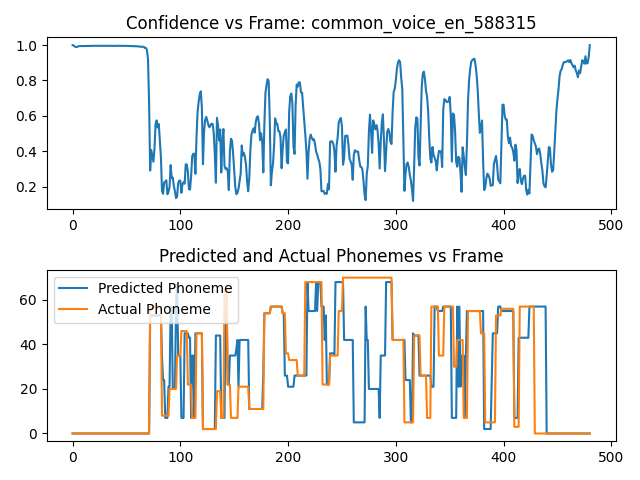 Confidence vs Frame: common_voice_en_588315
1.0
0.8
0.6
0.4
0.2
0 100 200 300 400 500
Predicted and Actual Phonemes vs Frame
Predicted Phoneme
Actual Phoneme
60
40
20
0
0 100 200 300 400 500